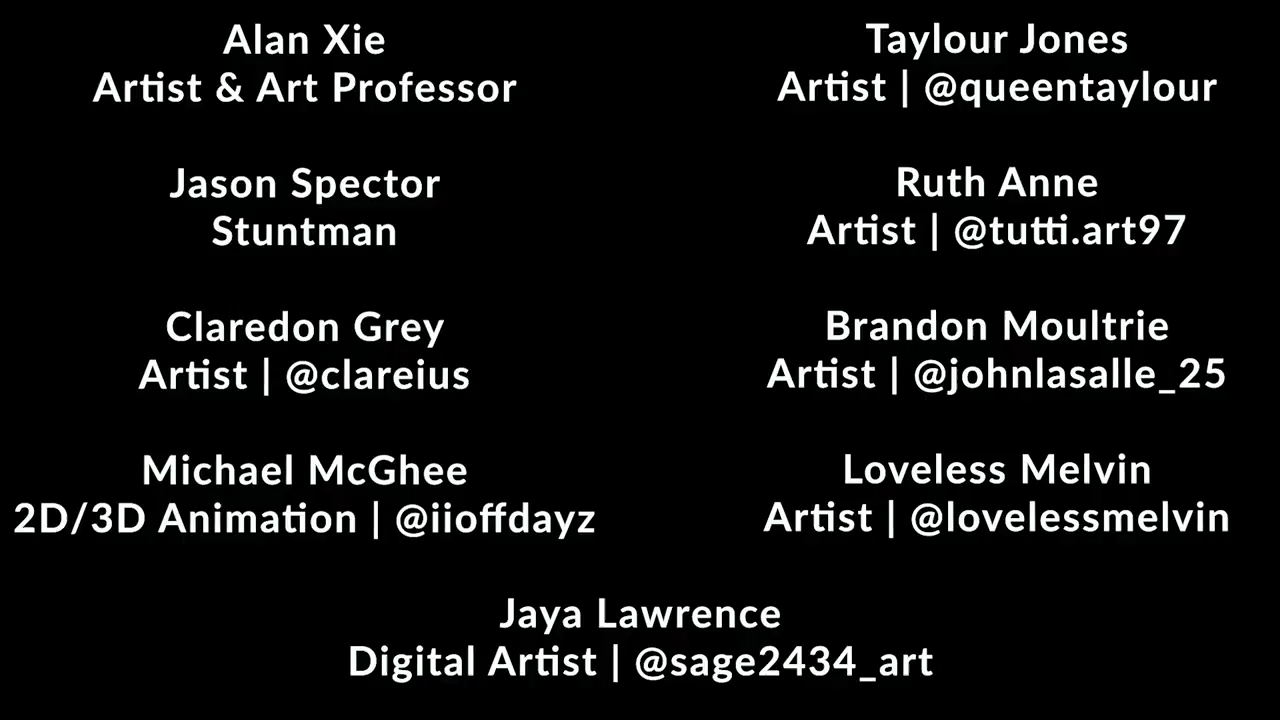 Alan Xie
Artist & Art Professor
Taylour Jones
Artist | @queentaylour
Jason Spector
Stuntman
Ruth Anne
Artist | @tutti.art97
Claredon Grey
Artist | @clareius
Brandon Moultrie
Artist | @johnlasalle_25
Michael McGhee
2D/3D Animation | @iioffdayz
Loveless Melvin
Artist | @lovelessmelvin
Jaya Lawrence
Digital Artist | @sage2434_art